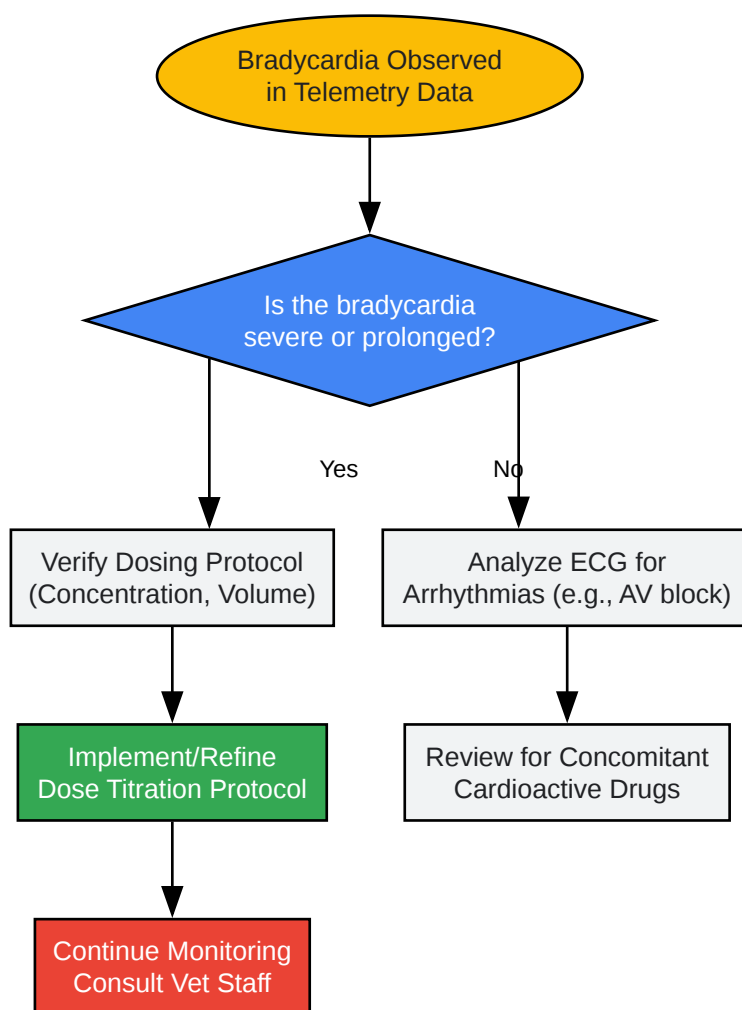 Bradycardia Observed
in Telemetry Data
Is the bradycardia
severe or prolonged?
Yes
No
Verify Dosing Protocol
(Concentration, Volume)
Analyze ECG for
Arrhythmias (e.g., AV block)
Implement/Refine
Dose Titration Protocol
Review for Concomitant
Cardioactive Drugs
Continue Monitoring
Consult Vet Staff